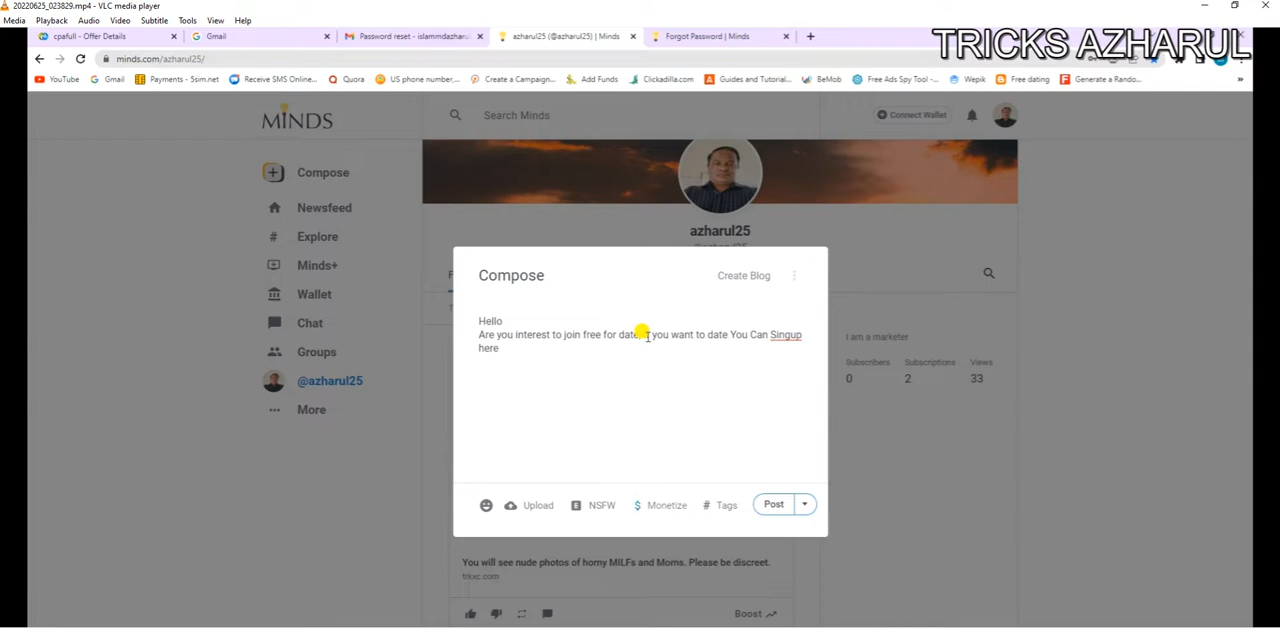 20220625_023829.mp4 - VLC media player
Media Playback Audio Video Subtitle Tools View Help
cpafull - Offer Details
Gmail
Password reset - islammdazharul
azharul25 (@azharul25) | Minds
Forgot Password | Minds
TRICKS AZHARUL
minds.com/azharul25/
YouTube
Gmail
Payments - 5sim.net
Receive SMS Online...
Quora
US phone number,...
Create a Campaign...
Add Funds
Clickadilla.com
Guides and Tutorial...
BeMob
Free Ads Spy Tool -...
Wepik
Free dating
Generate a Rando...
MINDS
Search Minds
Connect Wallet
Compose
Newsfeed
Explore
Minds+
Wallet
Chat
Groups
@azharul25
More
azharul25
Compose
Create Blog
Hello
Are you interest to join free for date, you want to date You Can Singup
here
I am a marketer
Subscribers Subscriptions Views
0 2 33
Upload
NSFW
Monetize
Tags
Post
You will see nude photos of horny MILFs and Moms. Please be discreet.
trkxc.com
Boost